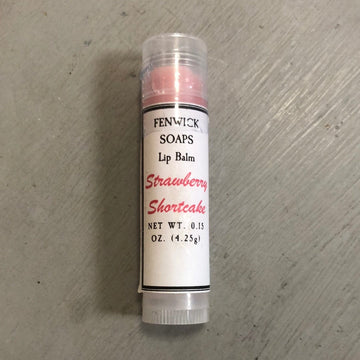 FENWICK
SOAPS
Lip Balm
Strawberry
Shortcake
NET WT. 0.15
OZ. (4.25g)